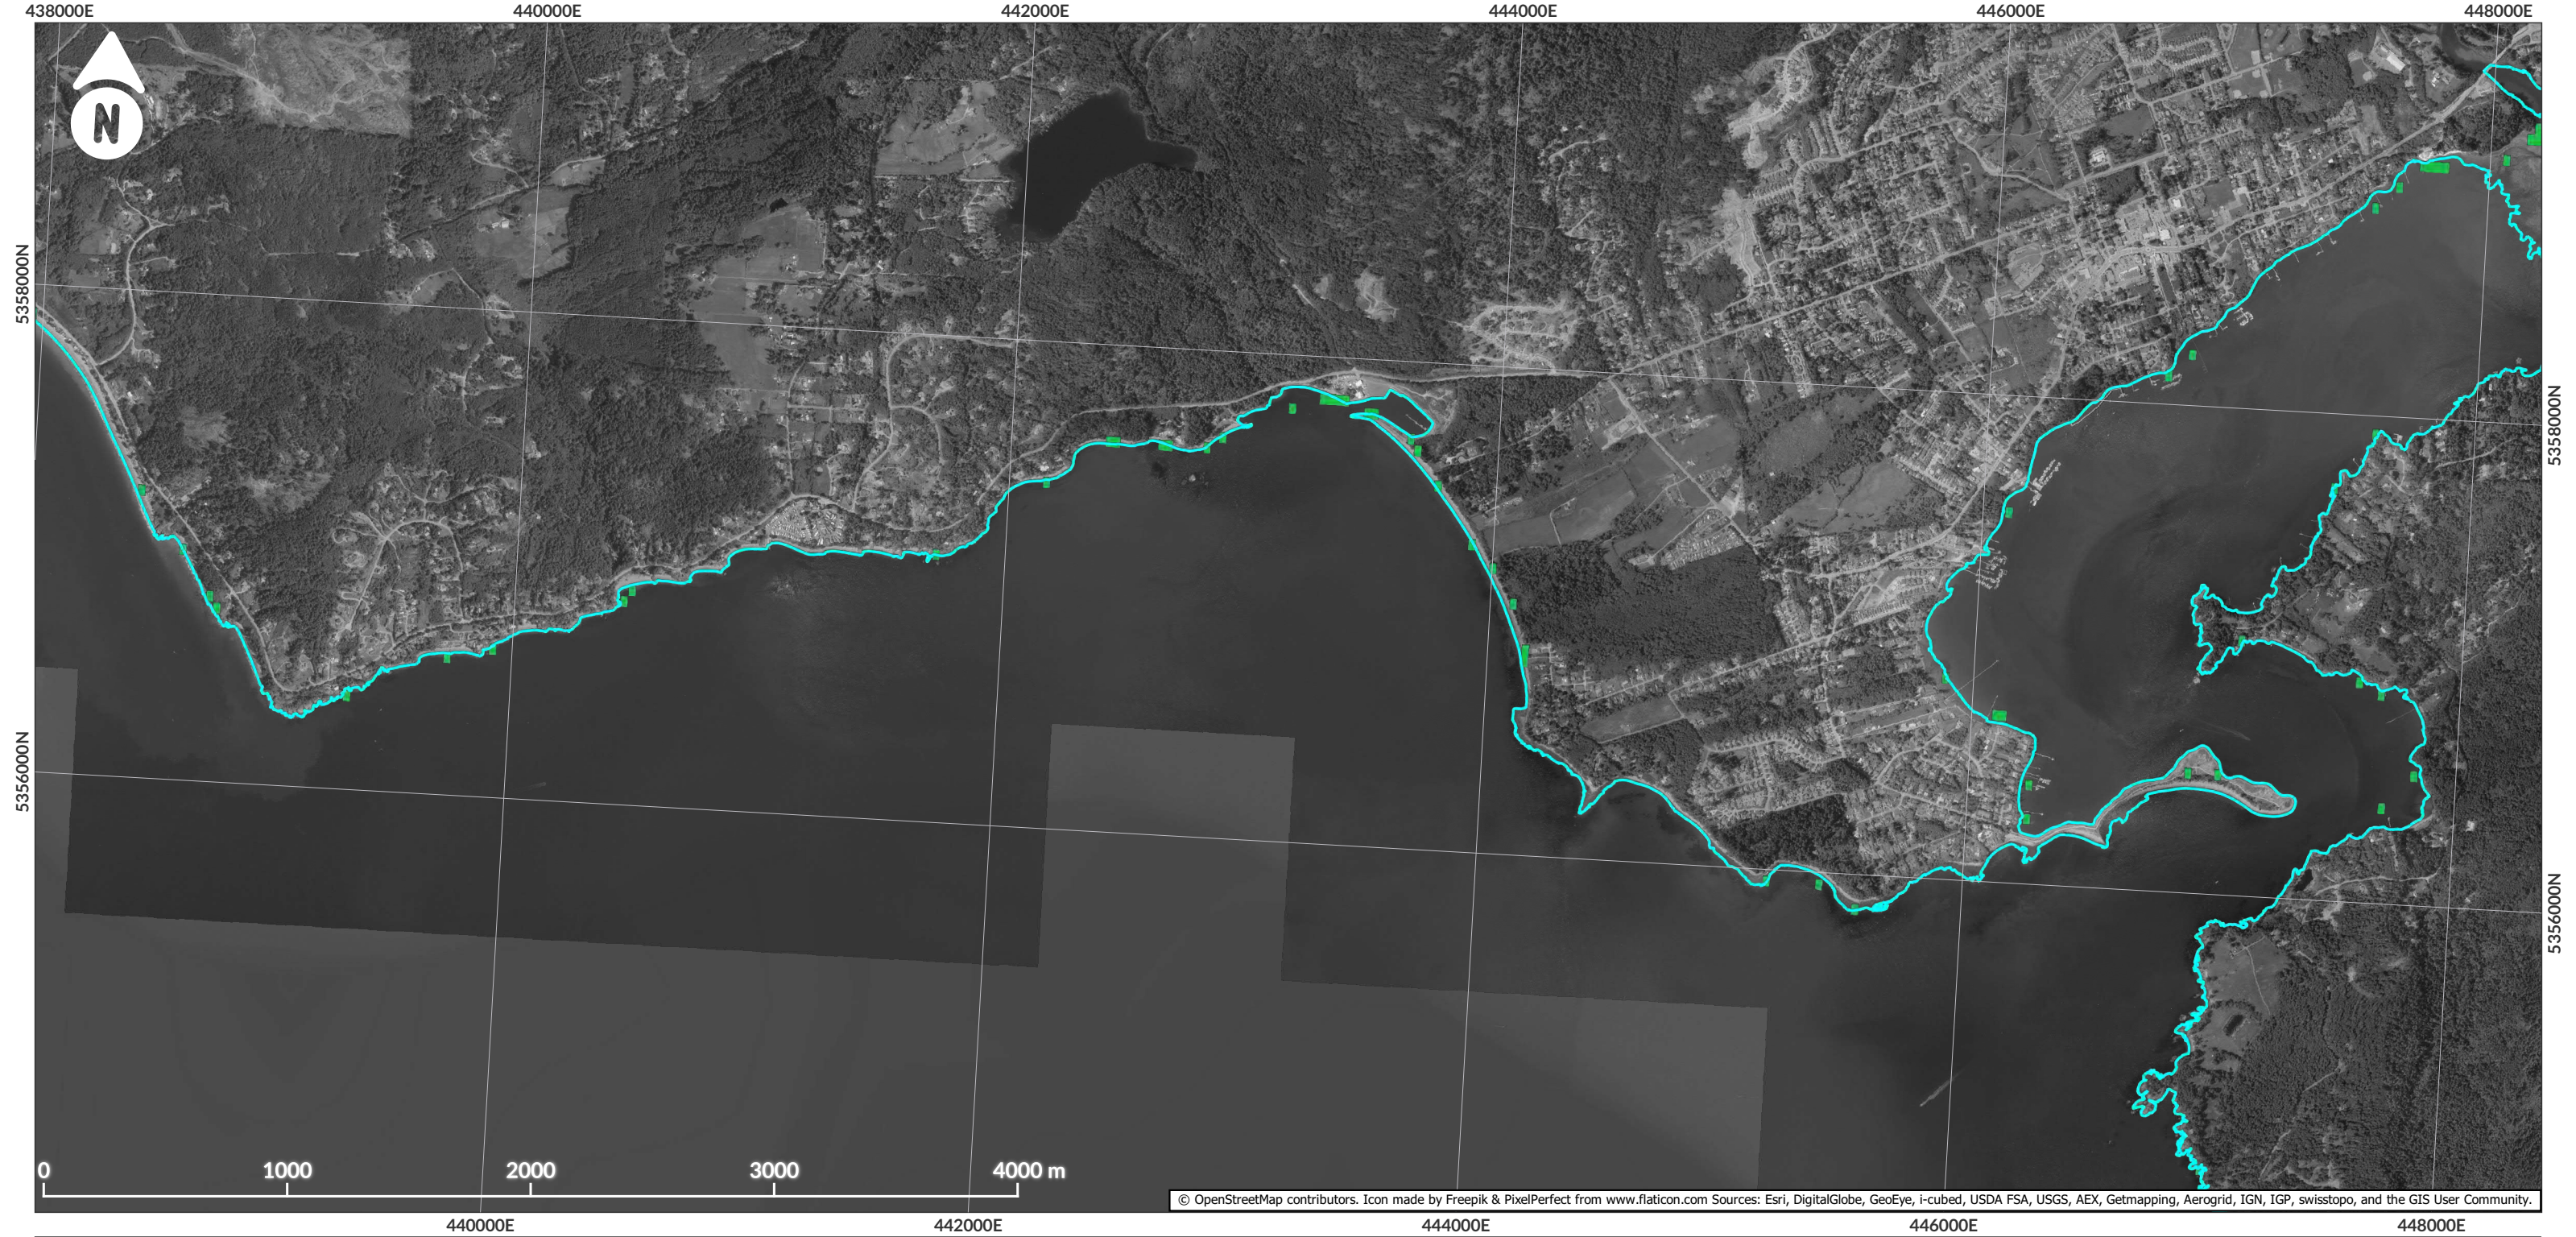 438000E 440000E 442000E 444000E 446000E 448000E
N
5358000N
5358000N
5356000N
5356000N
0 1000 2000 3000 4000 m
© OpenStreetMap contributors. Icon made by Freepik & PixelPerfect from www.flaticon.com Sources: Esri, DigitalGlobe, GeoEye, i-cubed, USDA FSA, USGS, AEX, Getmapping, Aerogrid, IGN, IGP, swisstopo, and the GIS User Community.
440000E 442000E 444000E 446000E 448000E